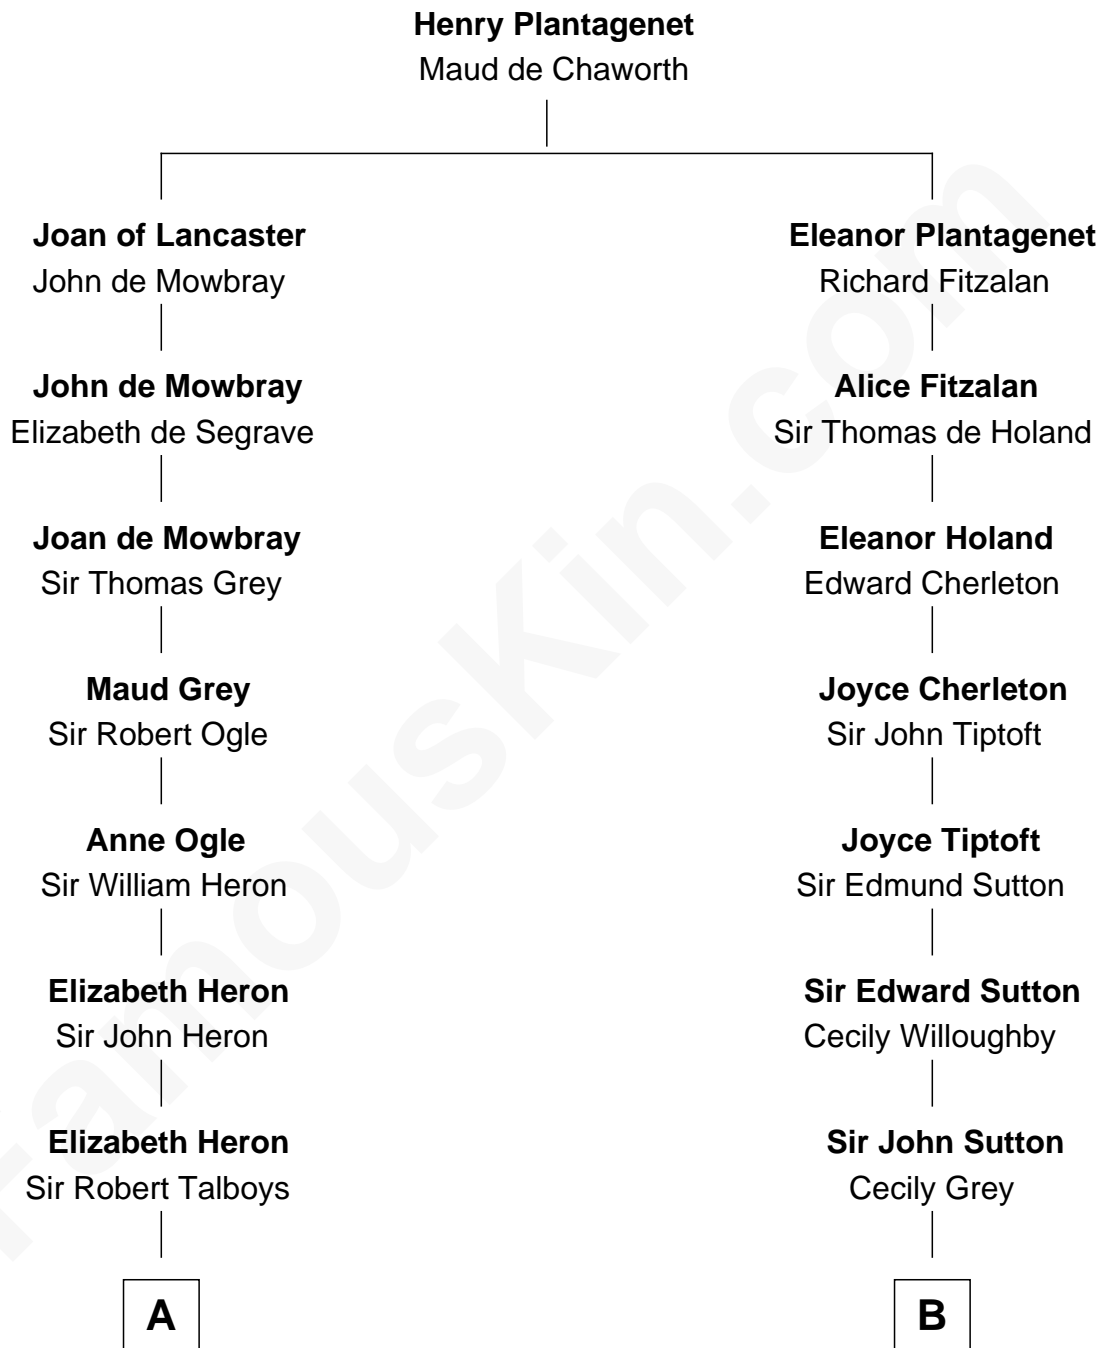 Henry Plantagenet
Maud de Chaworth
Joan of Lancaster
John de Mowbray
Eleanor Plantagenet
Richard Fitzalan
John de Mowbray
Elizabeth de Segrave
Alice Fitzalan
Sir Thomas de Holand
Joan de Mowbray
Sir Thomas Grey
Eleanor Holand
Edward Cherleton
Maud Grey
Sir Robert Ogle
Joyce Cherleton
Sir John Tiptoft
Anne Ogle
Sir William Heron
Joyce Tiptoft
Sir Edmund Sutton
Elizabeth Heron
Sir John Heron
Sir Edward Sutton
Cecily Willoughby
Elizabeth Heron
Sir Robert Talboys
Sir John Sutton
Cecily Grey
A
B
FamousKin.com